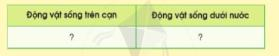 Động vật sống trên cạn Động vật sống dưới nước
? ?